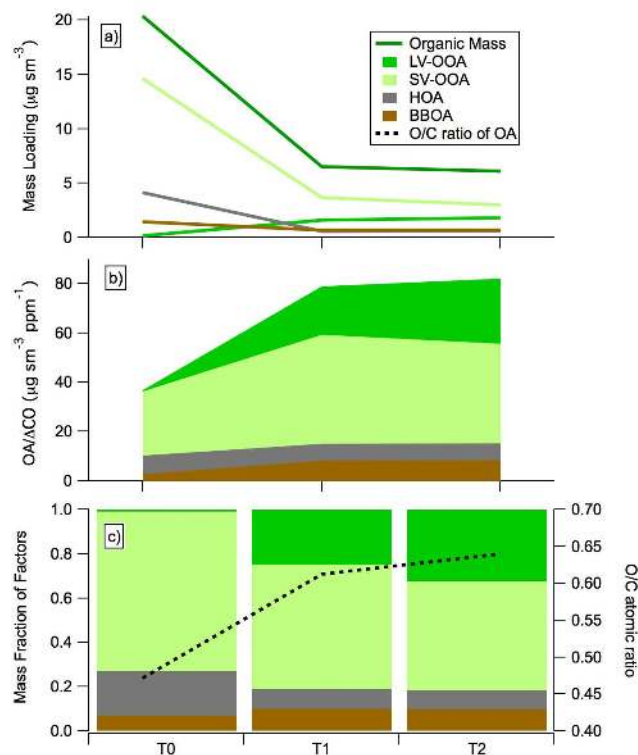 a)
Mass Loading (µg sm⁻³)
20
15
10
5
0
Organic Mass
LV-OOA
SV-OOA
HOA
BBOA
O/C ratio of OA
b)
OA/ΔCO (µg sm⁻³ ppm⁻¹)
80
60
40
20
0
c)
Mass Fraction of Factors
1.0
0.8
0.6
0.4
0.2
0.0
0.70
0.65
0.60
0.55
0.50
0.45
0.40
O/C atomic ratio
T0 T1 T2